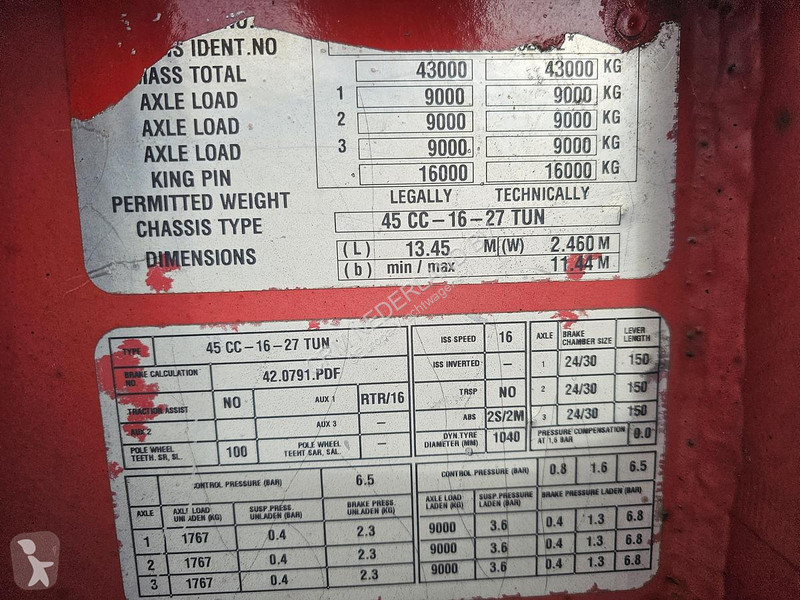 IDENT.NO
MASS TOTAL 43000 43000 KG
AXLE LOAD 1 9000 9000 KG
AXLE LOAD 2 9000 9000 KG
AXLE LOAD 3 9000 9000 KG
KING PIN 16000 16000 KG
PERMITTED WEIGHT LEGALLY TECHNICALLY
CHASSIS TYPE 45 CC-16-27 TUN
DIMENSIONS (L) 13.45 M (W) 2.460 M
(b) min / max 11.44 M
TYPE 45 CC-16-27 TUN ISS SPEED 16 AXLE BRAKE CHAMBER SIZE LEVER LENGTH
BRAKE CALCULATION NO 42.0791.PDF ISS INVERTED - 1 24/30 150
TRACTION ASSIST NO AUX 1 RTR/16 TRSP NO 2 24/30 150
AUX 2 - AUX 3 - ABS 2S/2M 3 24/30 150
POLE WHEEL TEETH. SR, SL. 100 POLE WHEEL TEEHT. SAR, SAL. - DYN.TYRE DIAMETER (MM) 1040 PRESSURE COMPENSATION AT 1,5 BAR 0.0
CONTROL PRESSURE (BAR) 6.5 CONTROL PRESSURE (BAR) 0.8 1.6 6.5
AXLE AXLE LOAD UNLADEN (KG) SUSP.PRESS. UNLADEN (BAR) BRAKE PRESS. UNLADEN (BAR) AXLE LOAD LADEN (KG) SUSP.PRESSURE LADEN (BAR) BRAKE PRESSURE LADEN (BAR)
1 1767 0.4 2.3 9000 3.6 0.4 1.3 6.8
2 1767 0.4 2.3 9000 3.6 0.4 1.3 6.8
3 1767 0.4 2.3 9000 3.6 0.4 1.3 6.8